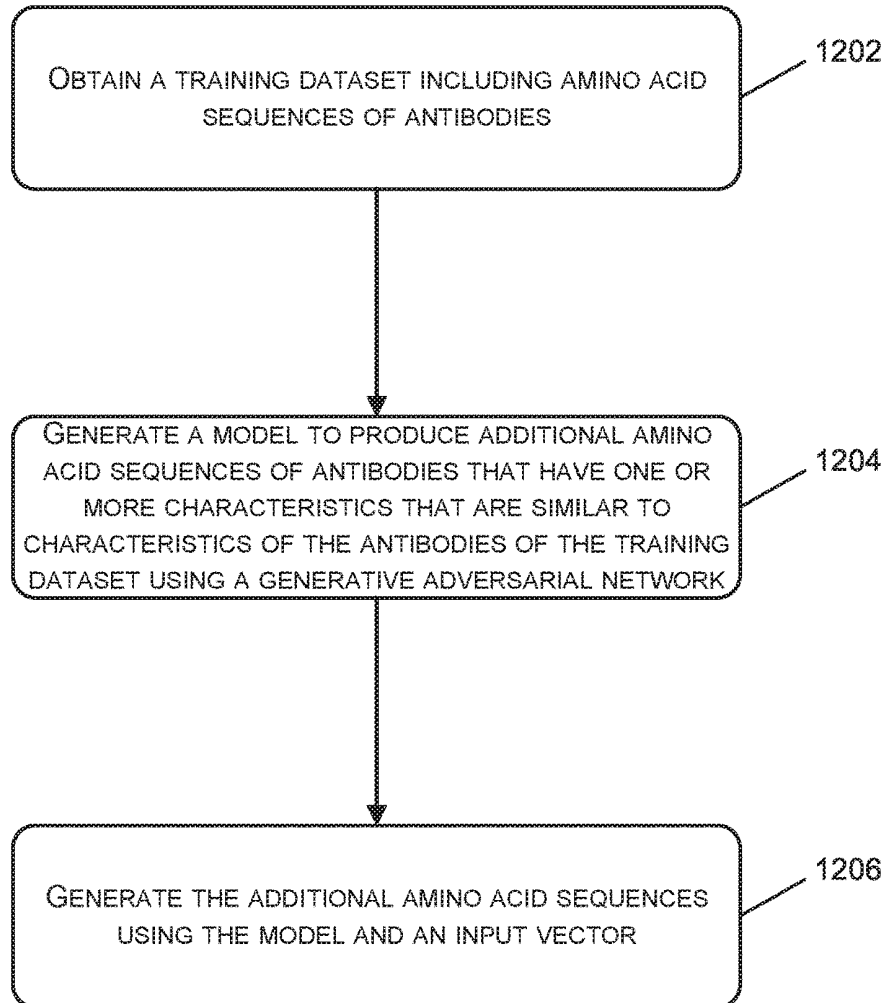 OBTAIN A TRAINING DATASET INCLUDING AMINO ACID
SEQUENCES OF ANTIBODIES
1202
GENERATE A MODEL TO PRODUCE ADDITIONAL AMINO
ACID SEQUENCES OF ANTIBODIES THAT HAVE ONE OR
MORE CHARACTERISTICS THAT ARE SIMILAR TO
CHARACTERISTICS OF THE ANTIBODIES OF THE TRAINING
DATASET USING A GENERATIVE ADVERSARIAL NETWORK
1204
GENERATE THE ADDITIONAL AMINO ACID SEQUENCES
USING THE MODEL AND AN INPUT VECTOR
1206